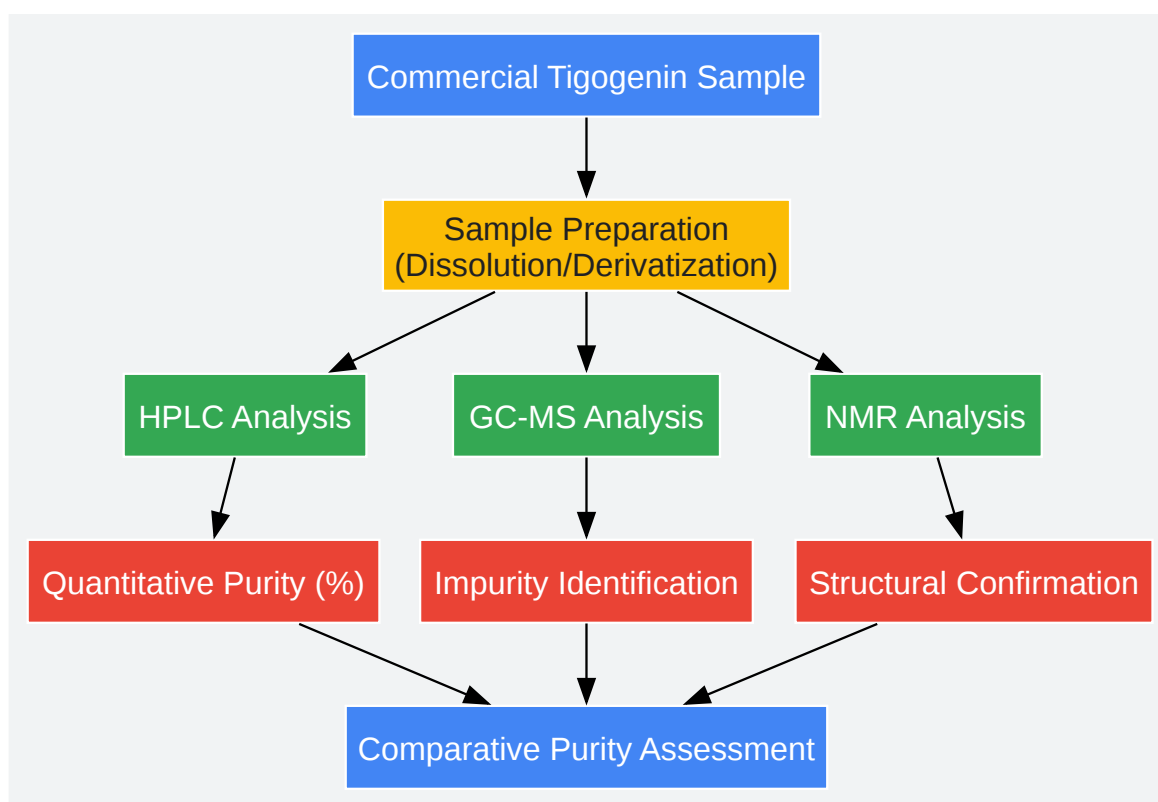 Commercial Tigogenin Sample
Sample Preparation
(Dissolution/Derivatization)
HPLC Analysis
GC-MS Analysis
NMR Analysis
Quantitative Purity (%)
Impurity Identification
Structural Confirmation
Comparative Purity Assessment